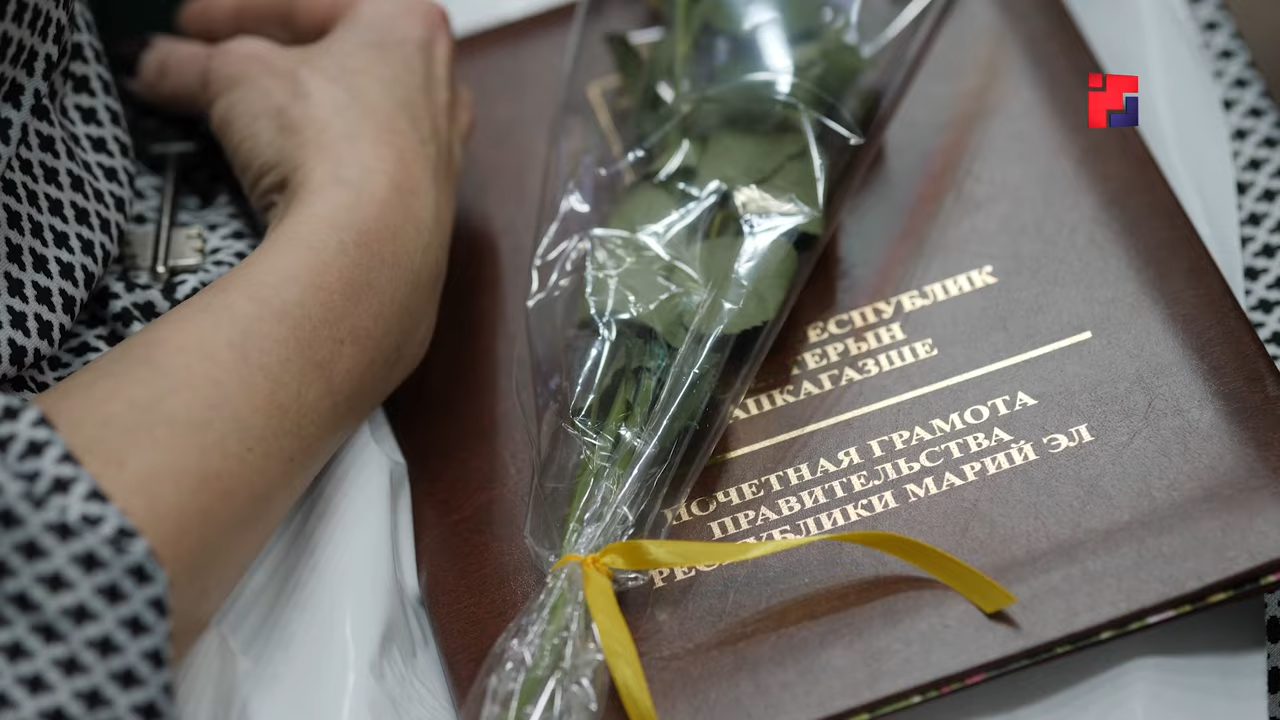 ЕСПУБЛИК
ТЕРЫН
АПКАГАЗШЕ
ПОЧЕТНАЯ ГРАМОТА
ПРАВИТЕЛЬСТВА
РЕСПУБЛИКИ МАРИЙ ЭЛ